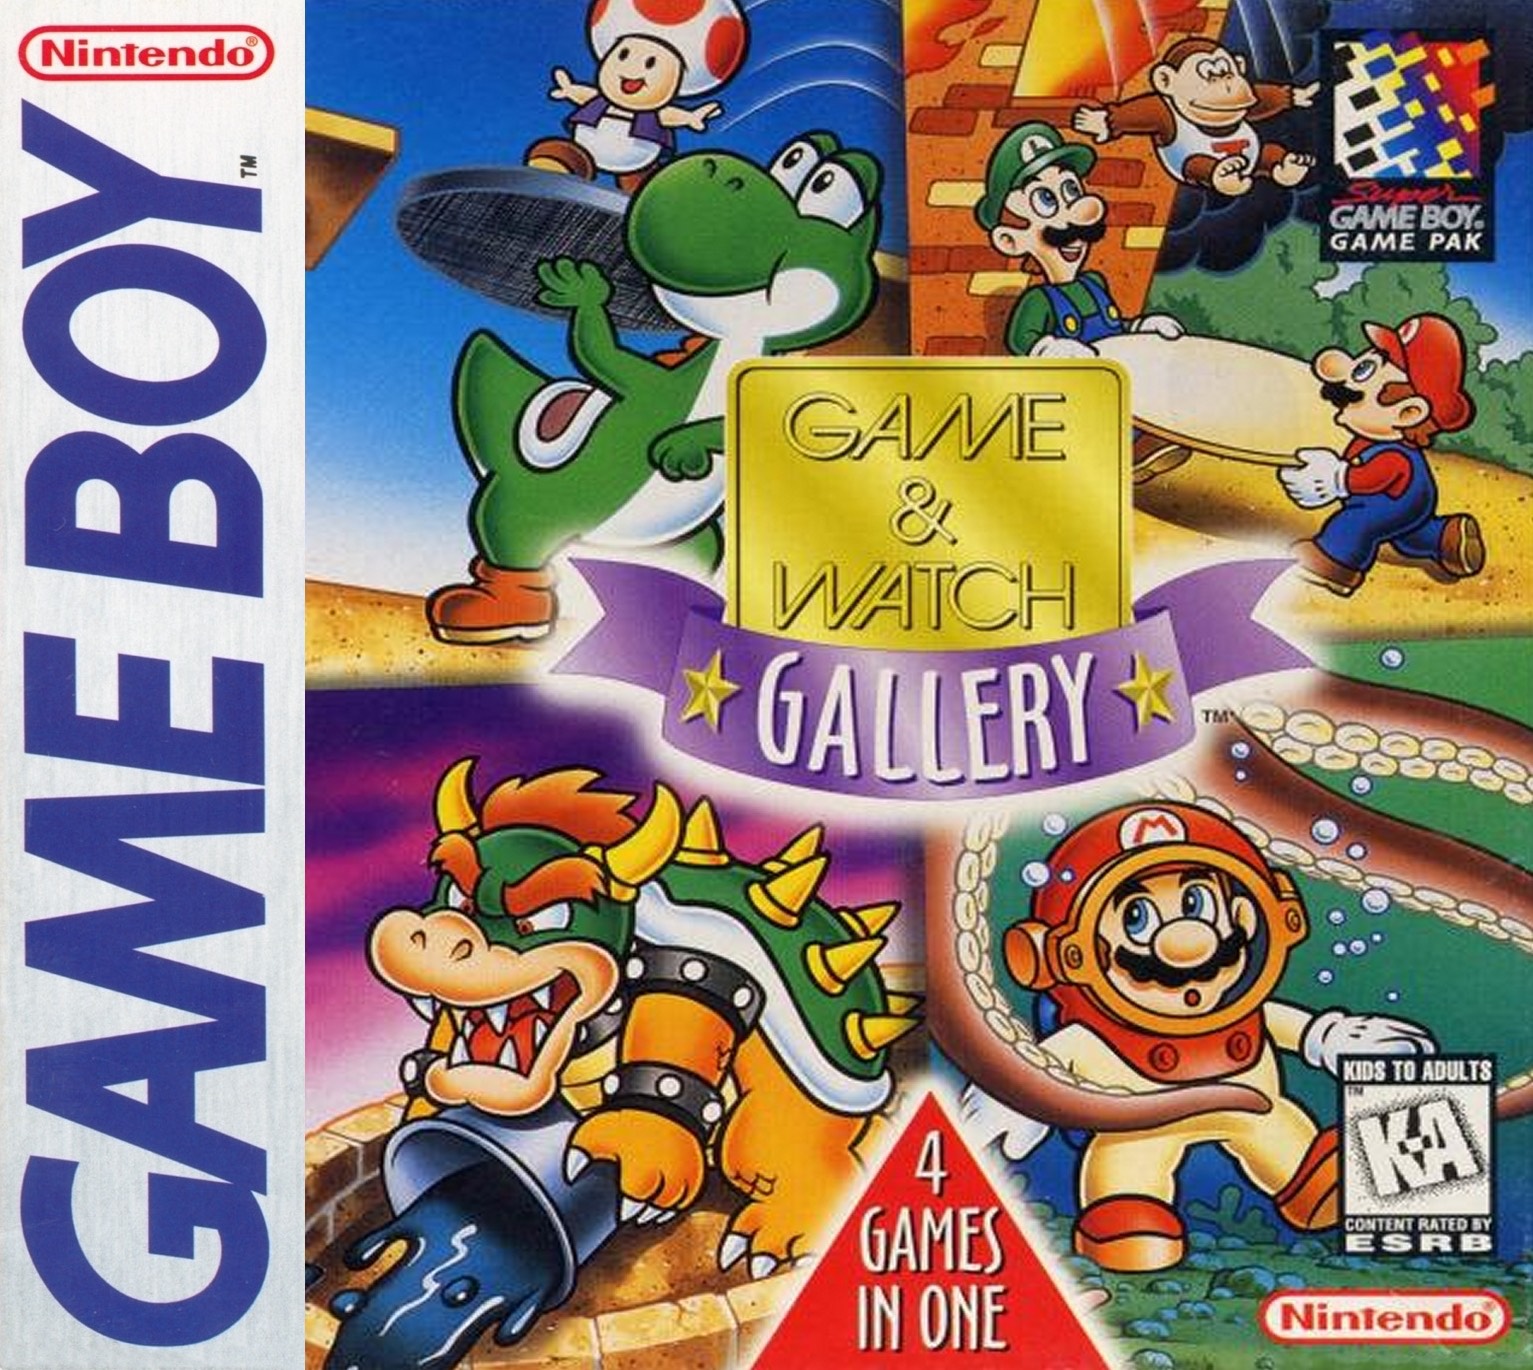 Nintendo®
GAME BOY
TM
Super
GAME BOY®
GAME PAK
L
GAME
&
WATCH
GALLERY
TM
M
4
GAMES
IN ONE
KIDS TO ADULTS
TM
K-A
CONTENT RATED BY
ESRB
Nintendo®